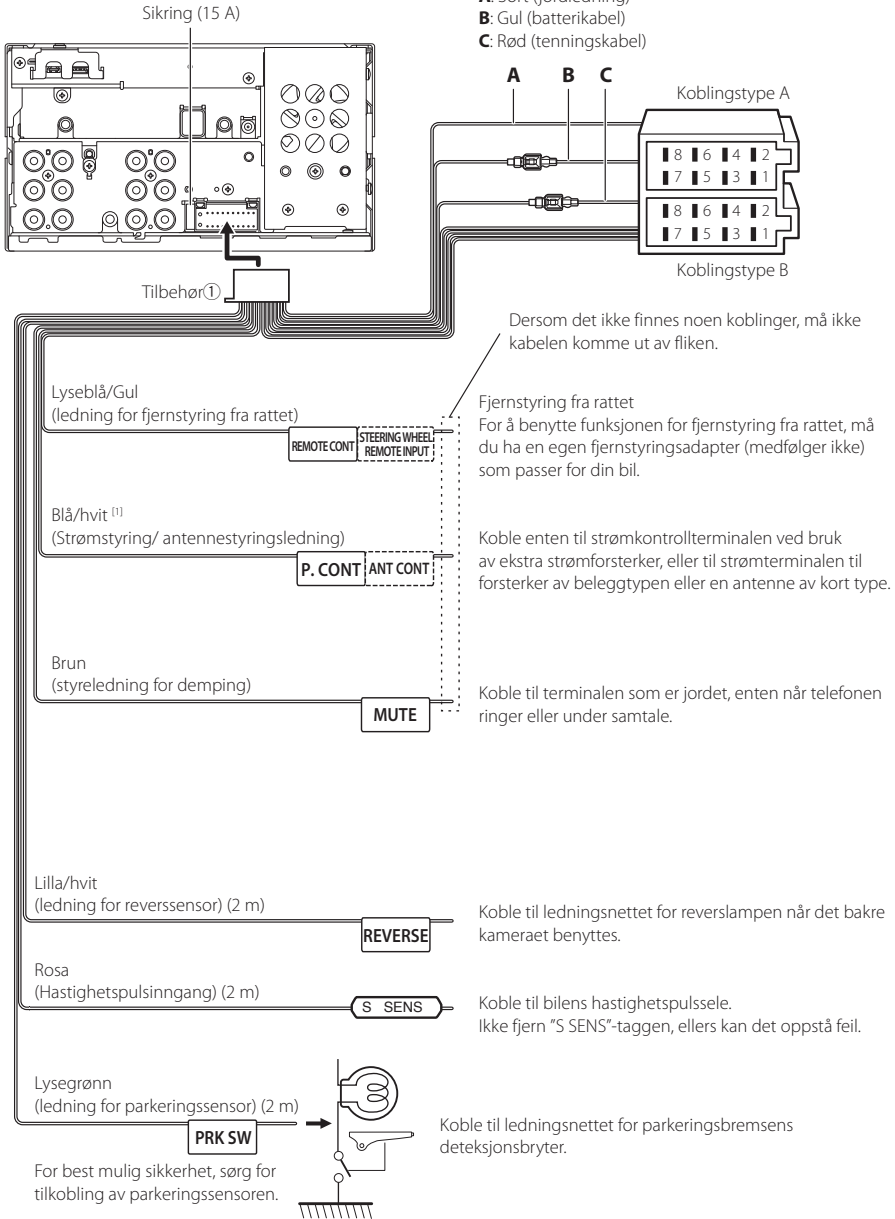 Sikring (15 A)
A: Sort (jordledning)
B: Gul (batterikabel)
C: Rød (tenningskabel)
A B C
Koblingstype A
8 6 4 2
7 5 3 1
8 6 4 2
7 5 3 1
Koblingstype B
Tilbehør①
Dersom det ikke finnes noen koblinger, må ikke
kabelen komme ut av fliken.
Lyseblå/Gul
(ledning for fjernstyring fra rattet)
REMOTE CONT
STEERING WHEEL
REMOTE INPUT
Fjernstyring fra rattet
For å benytte funksjonen for fjernstyring fra rattet, må
du ha en egen fjernstyringsadapter (medfølger ikke)
som passer for din bil.
Blå/hvit [1]
(Strømstyring/ antennestyringsledning)
P. CONT ANT CONT
Koble enten til strømkontrollterminalen ved bruk
av ekstra strømforsterker, eller til strømterminalen til
forsterker av beleggtypen eller en antenne av kort type.
Brun
(styreledning for demping)
MUTE
Koble til terminalen som er jordet, enten når telefonen
ringer eller under samtale.
Lilla/hvit
(ledning for reverssensor) (2 m)
REVERSE
Koble til ledningsnettet for reverslampen når det bakre
kameraet benyttes.
Rosa
(Hastighetspulsinngang) (2 m)
S SENS
Koble til bilens hastighetspulssele.
Ikke fjern "S SENS"-taggen, ellers kan det oppstå feil.
Lysegrønn
(ledning for parkeringssensor) (2 m)
PRK SW
For best mulig sikkerhet, sørg for
tilkobling av parkeringssensoren.
Koble til ledningsnettet for parkeringsbremsens
deteksjonsbryter.